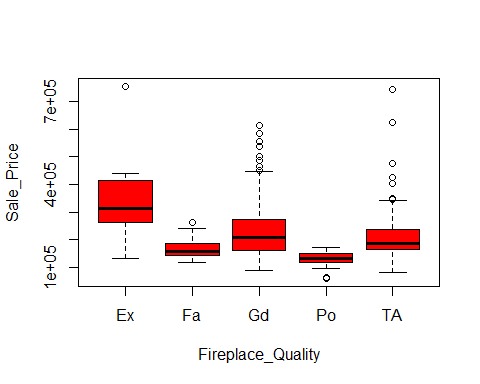 7e+05
4e+05
1e+05
Sale_Price
Ex Fa Gd Po TA
Fireplace_Quality